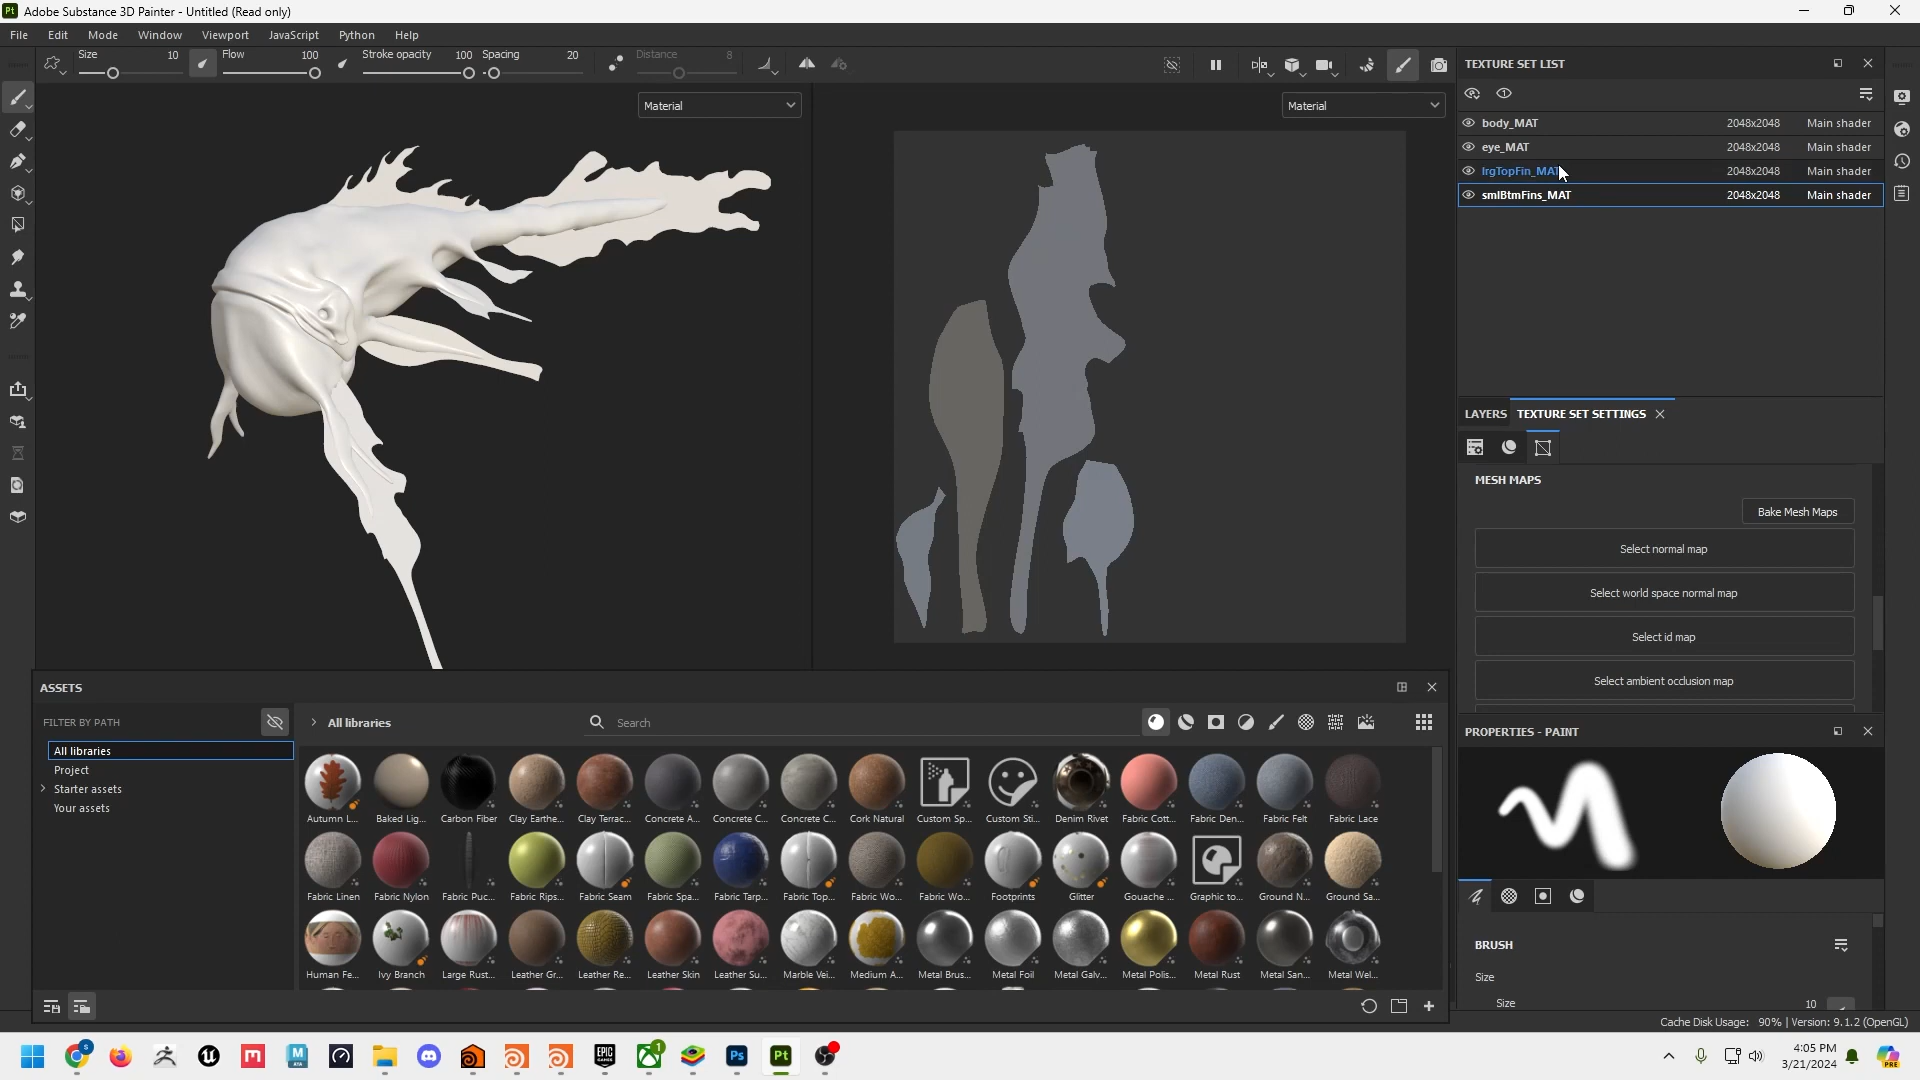 Adobe Substance 3D Painter - Untitled (Read only)
File Edit Mode Window Viewport JavaScript Python Help
Size 10 Flow 100 Stroke opacity 100 Spacing 20 Distance 8
Material
Material
TEXTURE SET LIST
body_MAT 2048x2048 Main shader
eye_MAT 2048x2048 Main shader
lrgTopFin_MAT 2048x2048 Main shader
smlBtmFins_MAT 2048x2048 Main shader
LAYERS TEXTURE SET SETTINGS
MESH MAPS
Bake Mesh Maps
Select normal map
Select world space normal map
Select id map
Select ambient occlusion map
ASSETS
FILTER BY PATH
All libraries
Project
Starter assets
Your assets
All libraries
Search
Autumn L... Baked Lig... Carbon Fiber Clay Earthe... Clay Terrac... Concrete A... Concrete C... Concrete C... Cork Natural Custom Sp... Custom Sti... Denim Rivet Fabric Cott... Fabric Den... Fabric Felt Fabric Lace
Fabric Linen Fabric Nylon Fabric Puc... Fabric Rips... Fabric Seam Fabric Spa... Fabric Tarp... Fabric Top... Fabric Wo... Fabric Wo... Footprints Glitter Gouache ... Graphic to... Ground N... Ground Sa...
Human Fe... Ivy Branch Large Rust... Leather Gr... Leather Re... Leather Skin Leather Su... Marble Vei... Medium A... Metal Brus... Metal Foil Metal Galv... Metal Polis... Metal Rust Metal San... Metal Wel...
PROPERTIES - PAINT
BRUSH
Size
Size 10
Cache Disk Usage: 90% | Version: 9.1.2 (OpenGL)
4:05 PM
3/21/2024